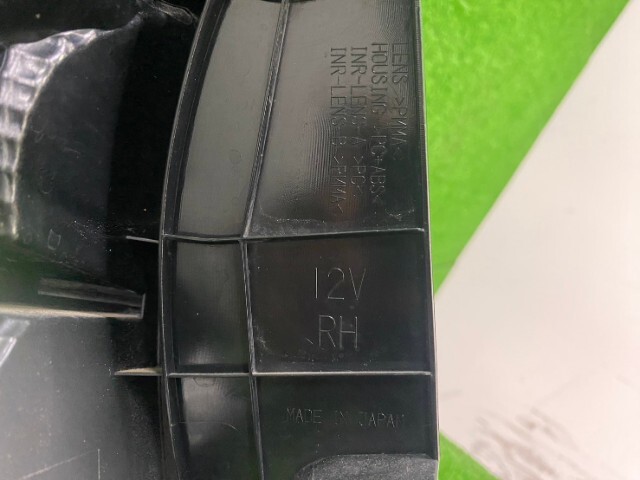 LENS >PMMA<
HOUSING >PC+ABS<
INR-LENS-A >PC<
INR-LENS-B >PMMA<
12V
RH
MADE IN JAPAN